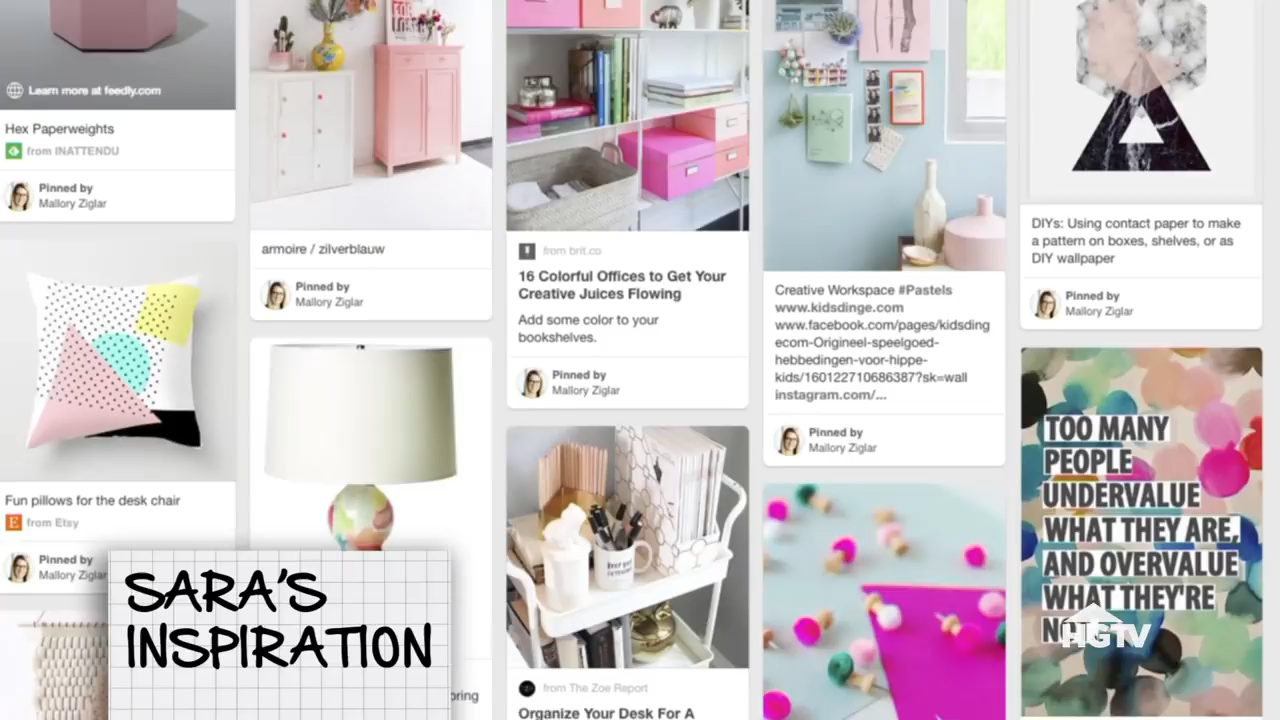 Learn more at feedly.com
Hex Paperweights
from INATTENDU
Pinned by
Mallory Ziglar
Fun pillows for the desk chair
from Etsy
Pinned by
Mallory Ziglar
armoire / zilverblauw
Pinned by
Mallory Ziglar
from brit.co
16 Colorful Offices to Get Your
Creative Juices Flowing
Add some color to your
bookshelves.
Pinned by
Mallory Ziglar
from The Zoe Report
Organize Your Desk For A
Creative Workspace #Pastels
www.kidsdinge.com
www.facebook.com/pages/kidsding
ecom-Origineel-speelgoed-
hebbedingen-voor-hippe-
kids/160122710686387?sk=wall
instagram.com/...
Pinned by
Mallory Ziglar
DIYs: Using contact paper to make
a pattern on boxes, shelves, or as
DIY wallpaper
Pinned by
Mallory Ziglar
TOO MANY
PEOPLE
UNDERVALUE
WHAT THEY ARE,
AND OVERVALUE
WHAT THEY'RE
HGTV
SARA'S
INSPIRATION